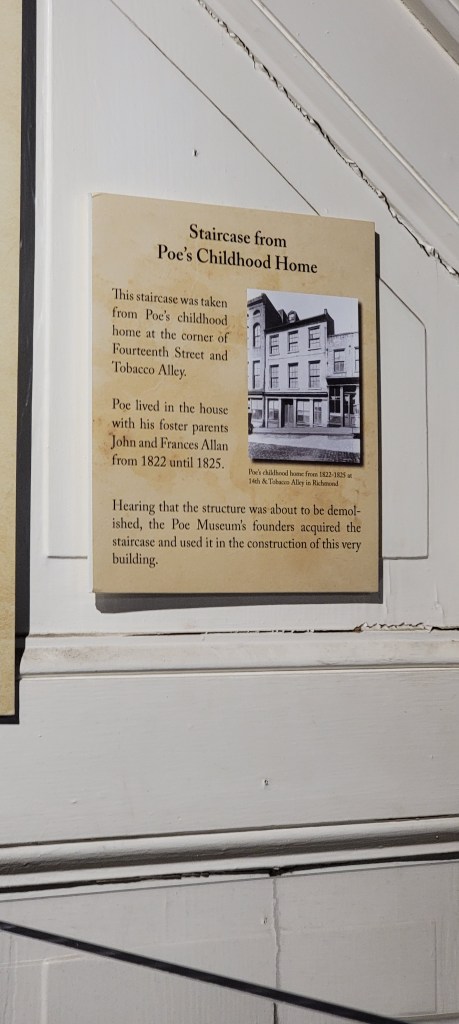 Staircase from
Poe's Childhood Home
This staircase was taken
from Poe's childhood
home at the corner of
Fourteenth Street and
Tobacco Alley.
Poe lived in the house
with his foster parents
John and Frances Allan
from 1822 until 1825.
Poe's childhood home from 1822-1825 at
14th & Tobacco Alley in Richmond
Hearing that the structure was about to be demol-
ished, the Poe Museum's founders acquired the
staircase and used it in the construction of this very
building.